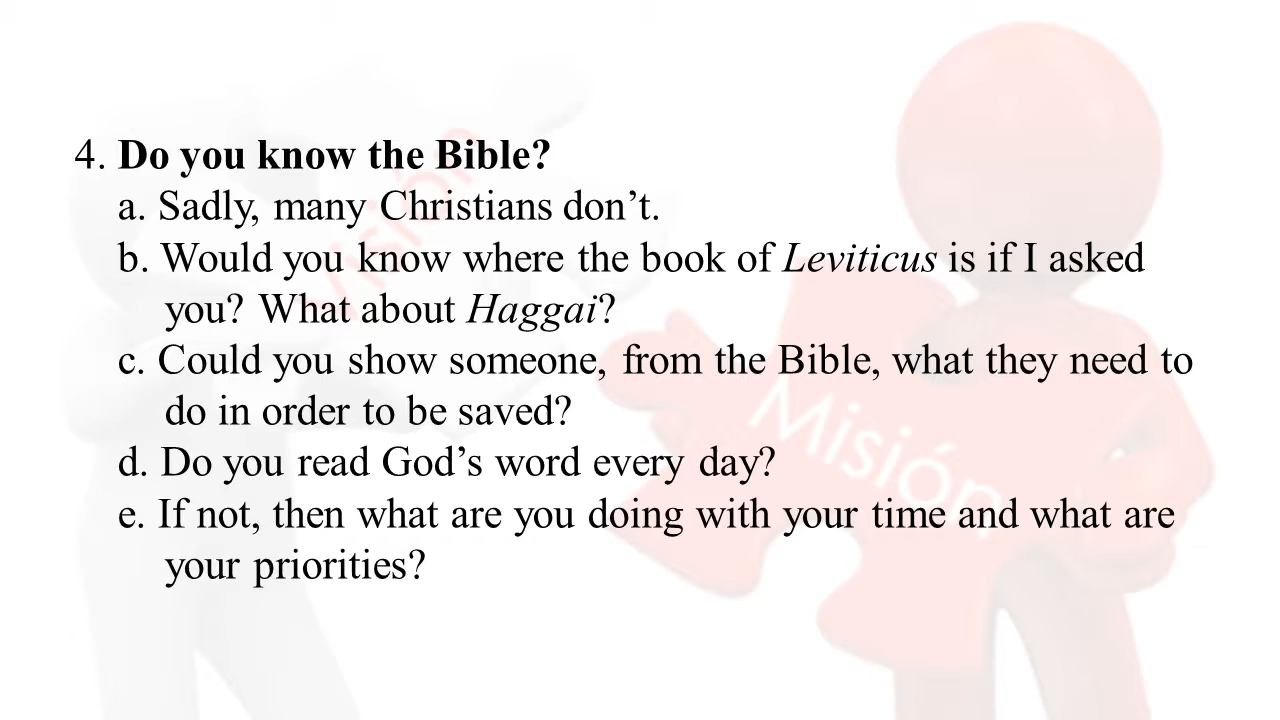 4. Do you know the Bible?
a. Sadly, many Christians don’t.
b. Would you know where the book of Leviticus is if I asked
you? What about Haggai?
c. Could you show someone, from the Bible, what they need to
do in order to be saved?
d. Do you read God’s word every day?
e. If not, then what are you doing with your time and what are
your priorities?
Visión
Misión